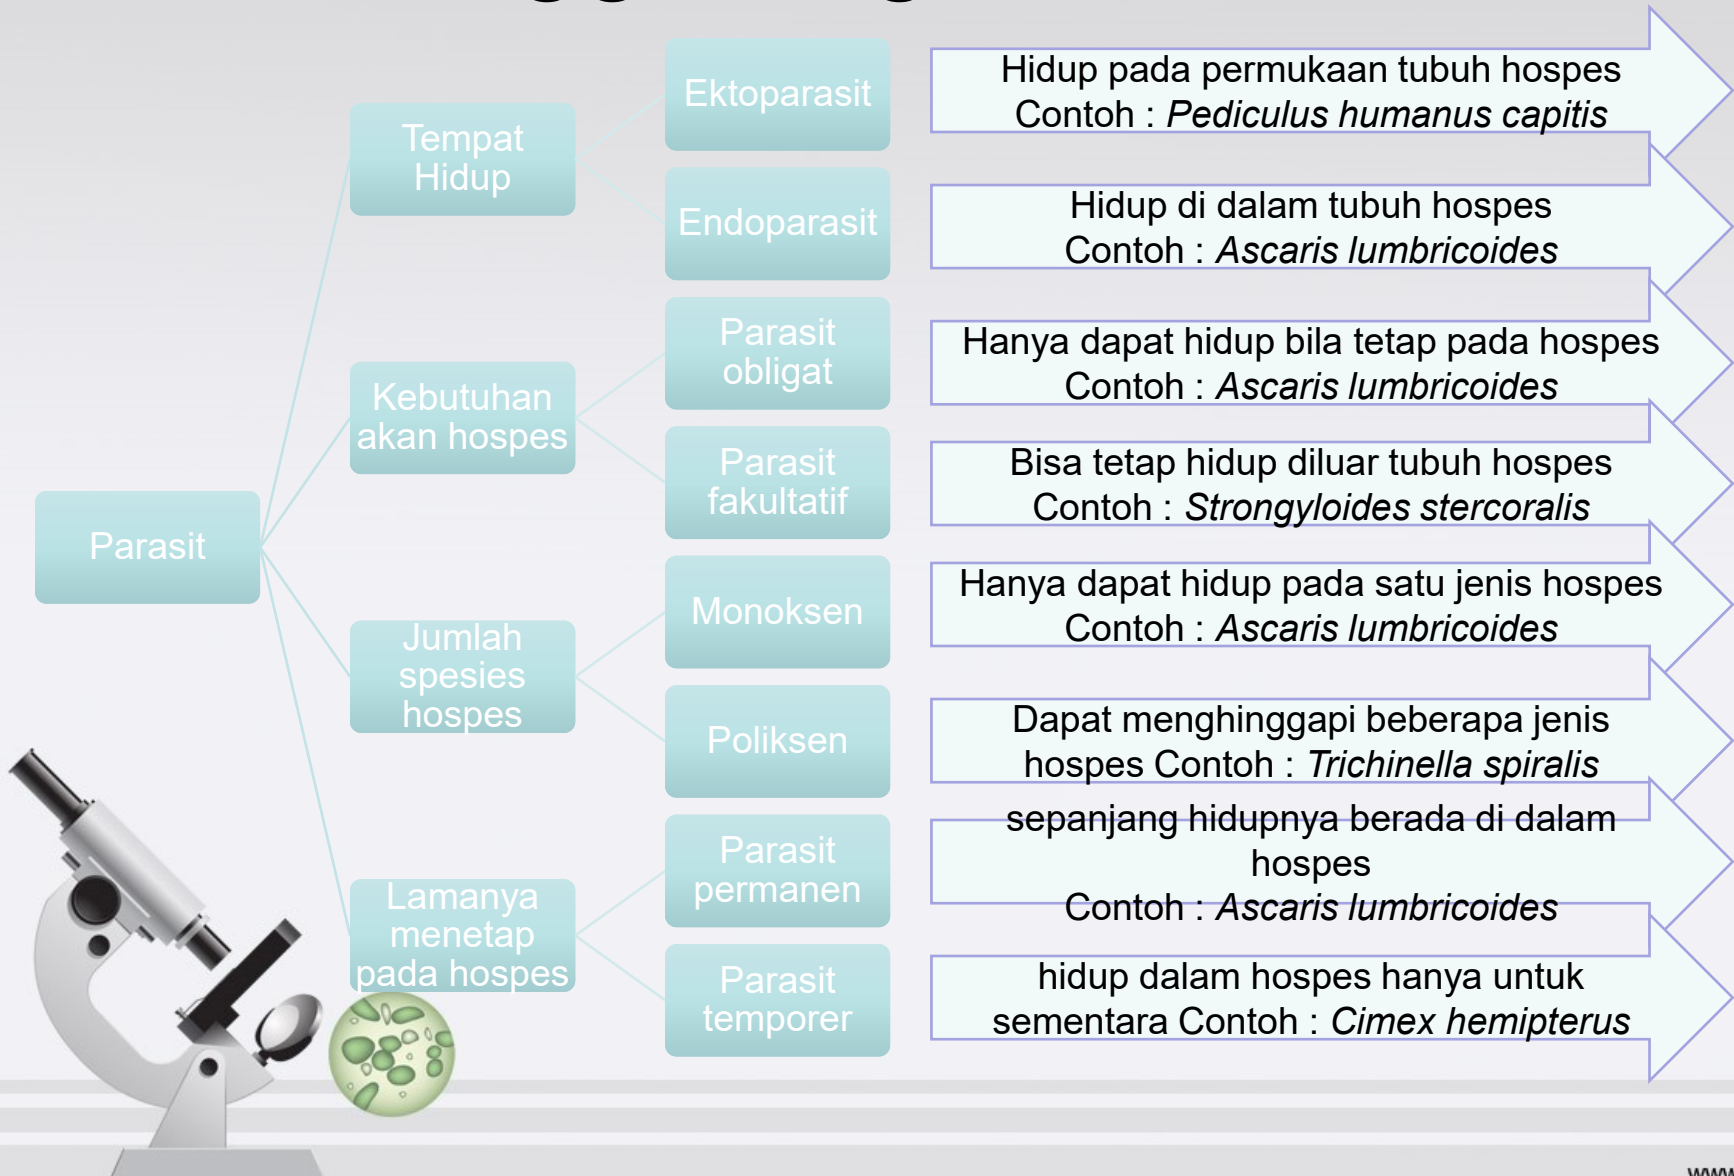 Parasit
Tempat
Hidup
Ektoparasit
Hidup pada permukaan tubuh hospes
Contoh : Pediculus humanus capitis
Endoparasit
Hidup di dalam tubuh hospes
Contoh : Ascaris lumbricoides
Kebutuhan
akan hospes
Parasit
obligat
Hanya dapat hidup bila tetap pada hospes
Contoh : Ascaris lumbricoides
Parasit
fakultatif
Bisa tetap hidup diluar tubuh hospes
Contoh : Strongyloides stercoralis
Jumlah
spesies
hospes
Monoksen
Hanya dapat hidup pada satu jenis hospes
Contoh : Ascaris lumbricoides
Poliksen
Dapat menghinggapi beberapa jenis
hospes Contoh : Trichinella spiralis
Lamanya
menetap
pada hospes
Parasit
permanen
sepanjang hidupnya berada di dalam
hospes
Contoh : Ascaris lumbricoides
Parasit
temporer
hidup dalam hospes hanya untuk
sementara Contoh : Cimex hemipterus